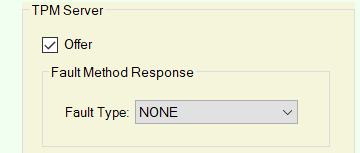 TPM Server
Offer
Fault Method Response
Fault Type: NONE